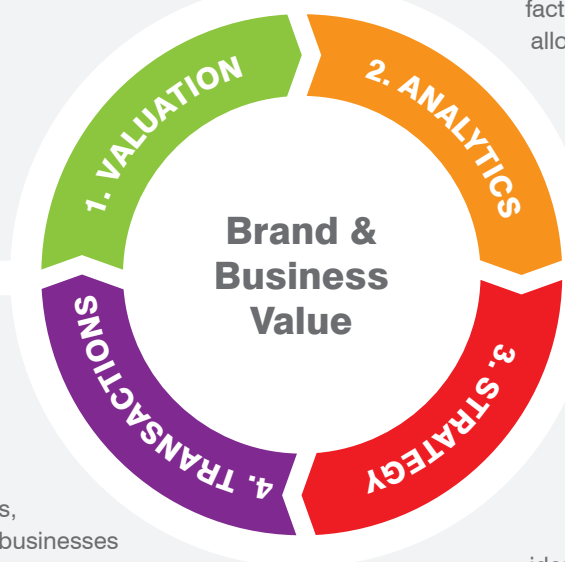 1. VALUATION
2. ANALYTICS
3. STRATEGY
4. TRANSACTIONS
Brand &
Business
Value
businesses